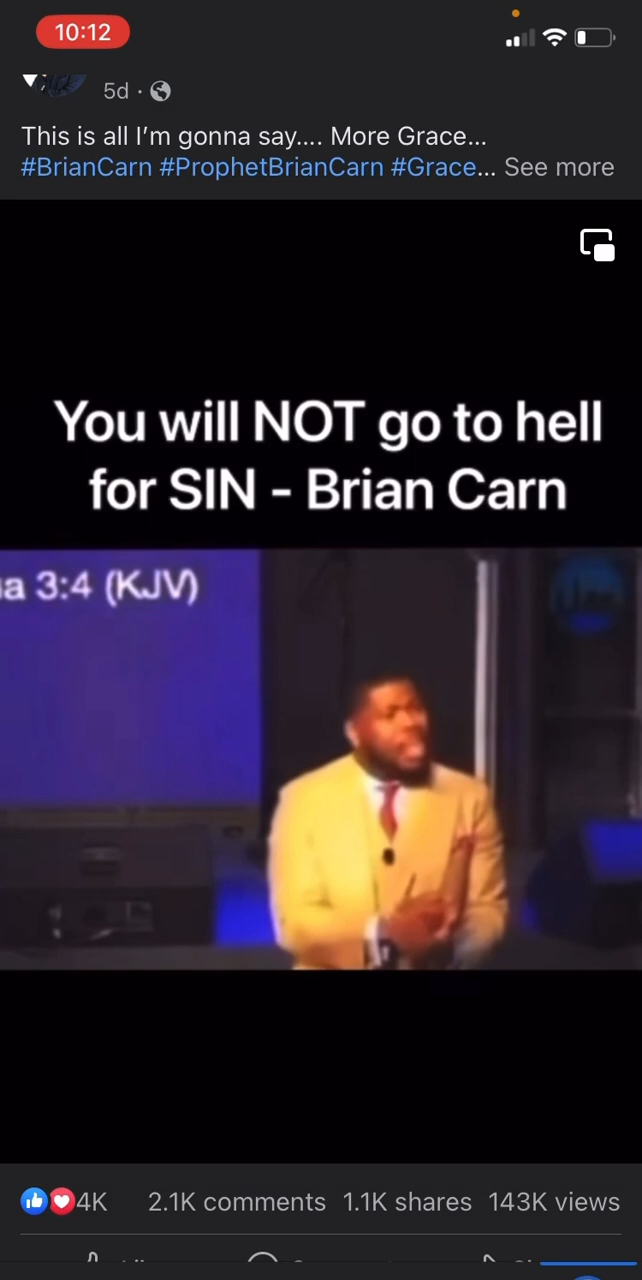 10:12
5d ·
This is all I’m gonna say.... More Grace...
#BrianCarn #ProphetBrianCarn #Grace... See more
You will NOT go to hell
for SIN - Brian Carn
a 3:4 (KJV)
4K 2.1K comments 1.1K shares 143K views